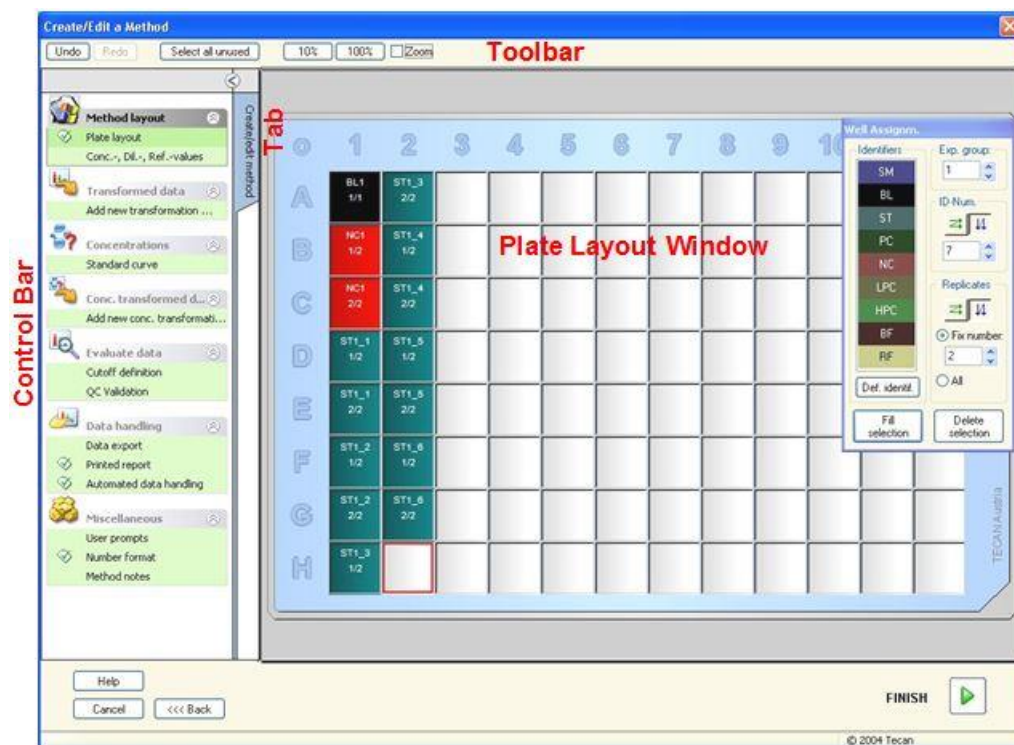 Create/Edit a Method
Undo Redo Select all unused 10% 100% Zoom Toolbar
Control Bar
Method layout
Plate layout
Conc.-, Dil.-, Ref.-values
Transformed data
Add new transformation ...
Concentrations
Standard curve
Conc. transformed d...
Add new conc. transformati...
Evaluate data
Cutoff definition
QC Validation
Data handling
Data export
Printed report
Automated data handling
Miscellaneous
User prompts
Number format
Method notes
Create/edit method
Tab
1 2 3 4 5 6 7 8 9 10
A
BL1 ST1_3
1/1 2/2
B
NC1 ST1_4
1/2 1/2
Plate Layout Window
C
NC1 ST1_4
2/2 2/2
D
ST1_1 ST1_5
1/2 1/2
E
ST1_1 ST1_5
2/2 2/2
F
ST1_2 ST1_6
1/2 1/2
G
ST1_2 ST1_6
2/2 2/2
H
ST1_3
1/2
Well Assignm.
Identifiers
SM
BL
ST
PC
NC
LPC
HPC
BF
RF
Def. identif.
Exp. group:
1
ID-Num.
7
Replicates
Fix number:
2
All
Fill selection
Delete selection
TECAN Austria
Help
Cancel <<< Back
FINISH
© 2004 Tecan